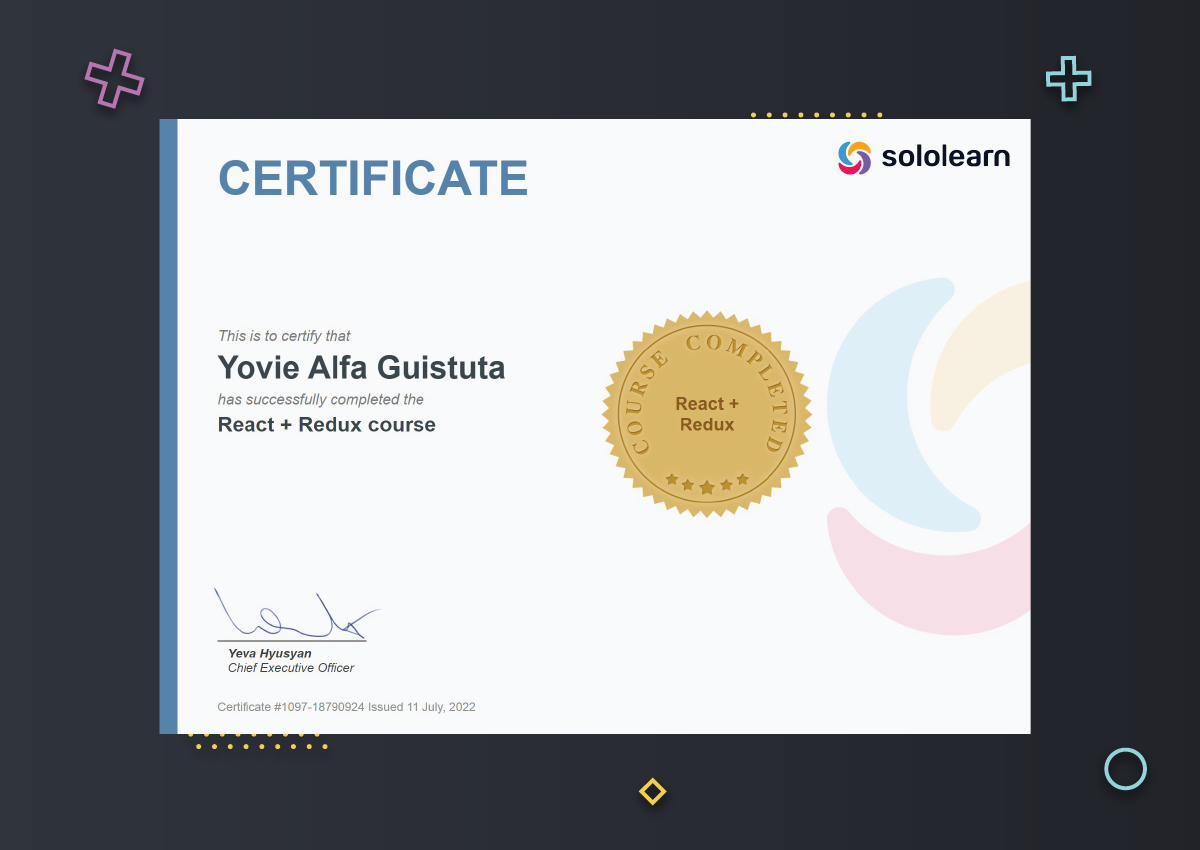 CERTIFICATE
sololearn
This is to certify that
Yovie Alfa Guistuta
has successfully completed the
React + Redux course
COURSE COMPLETED
React +
Redux
Yeva Hyusyan
Chief Executive Officer
Certificate #1097-18790924 Issued 11 July, 2022